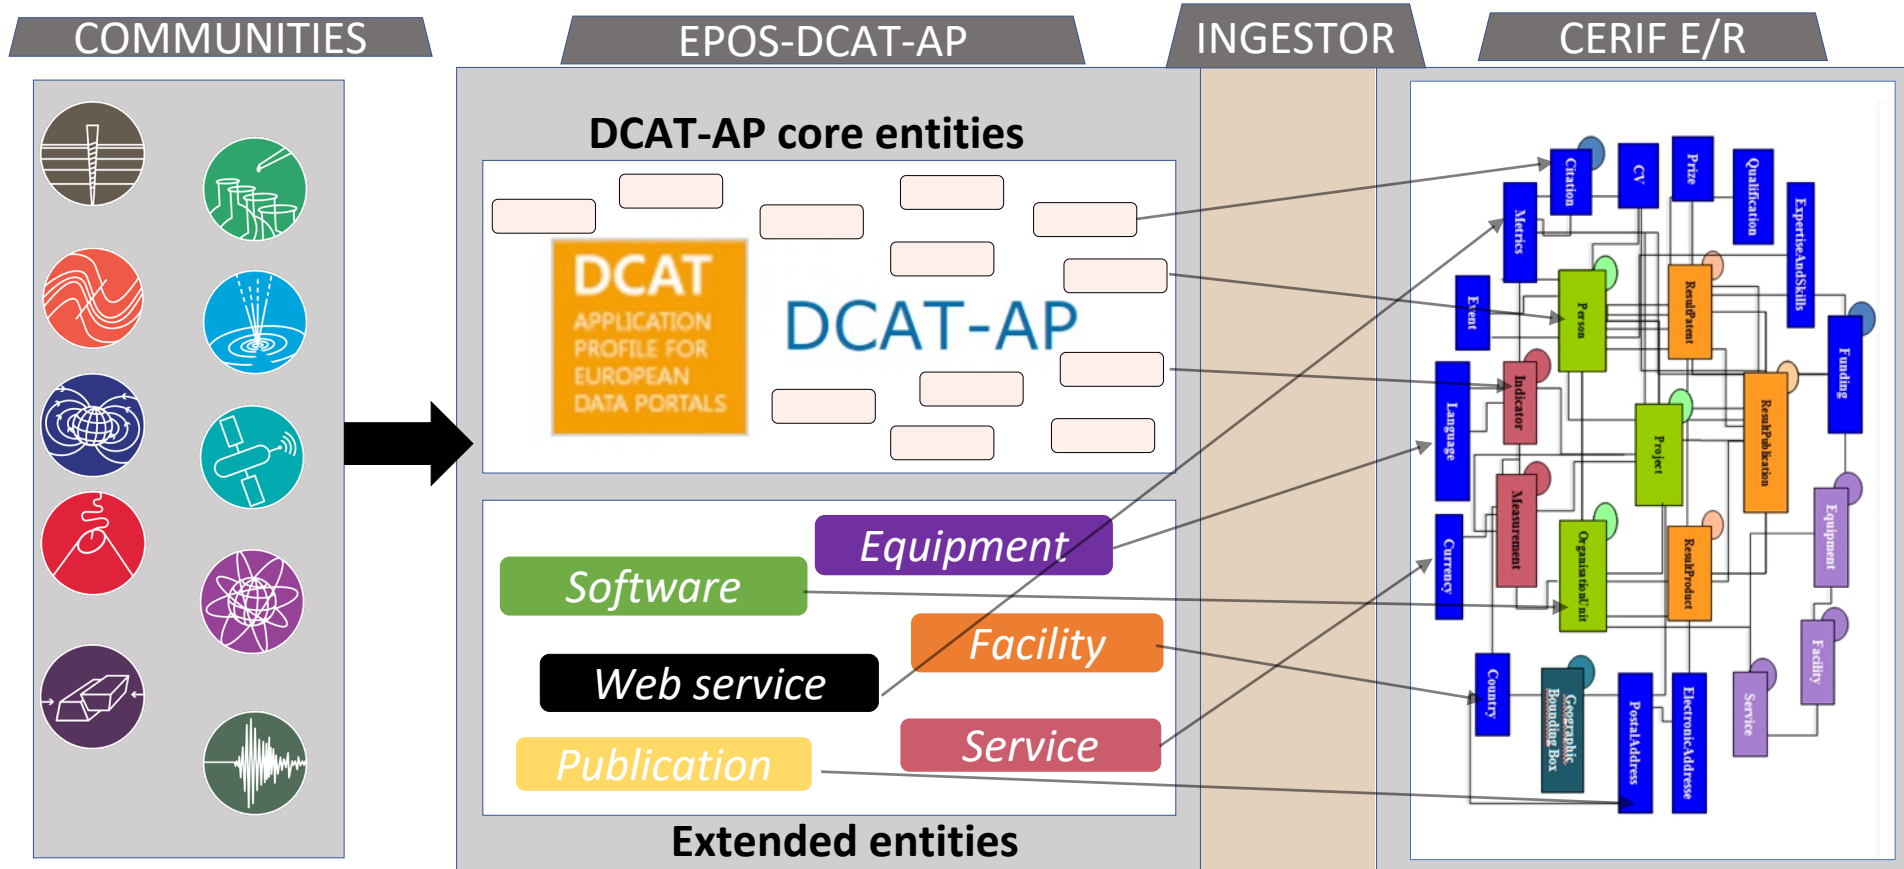 COMMUNITIES
EPOS-DCAT-AP
INGESTOR
CERIF E/R
DCAT-AP core entities
DCAT
APPLICATION
PROFILE FOR
EUROPEAN
DATA PORTALS
DCAT-AP
Equipment
Software
Facility
Web service
Service
Publication
Extended entities
Citation
CV
Prize
Qualification
ExpertiseAndSkills
Metrics
Event
Person
ResultPatent
Funding
Language
Indicator
Project
ResultPublication
Currency
Measurement
OrganisationUnit
ResultProduct
Equipment
Facility
Country
Geographic
Bounding Box
PostalAddress
ElectronicAddresse
Service